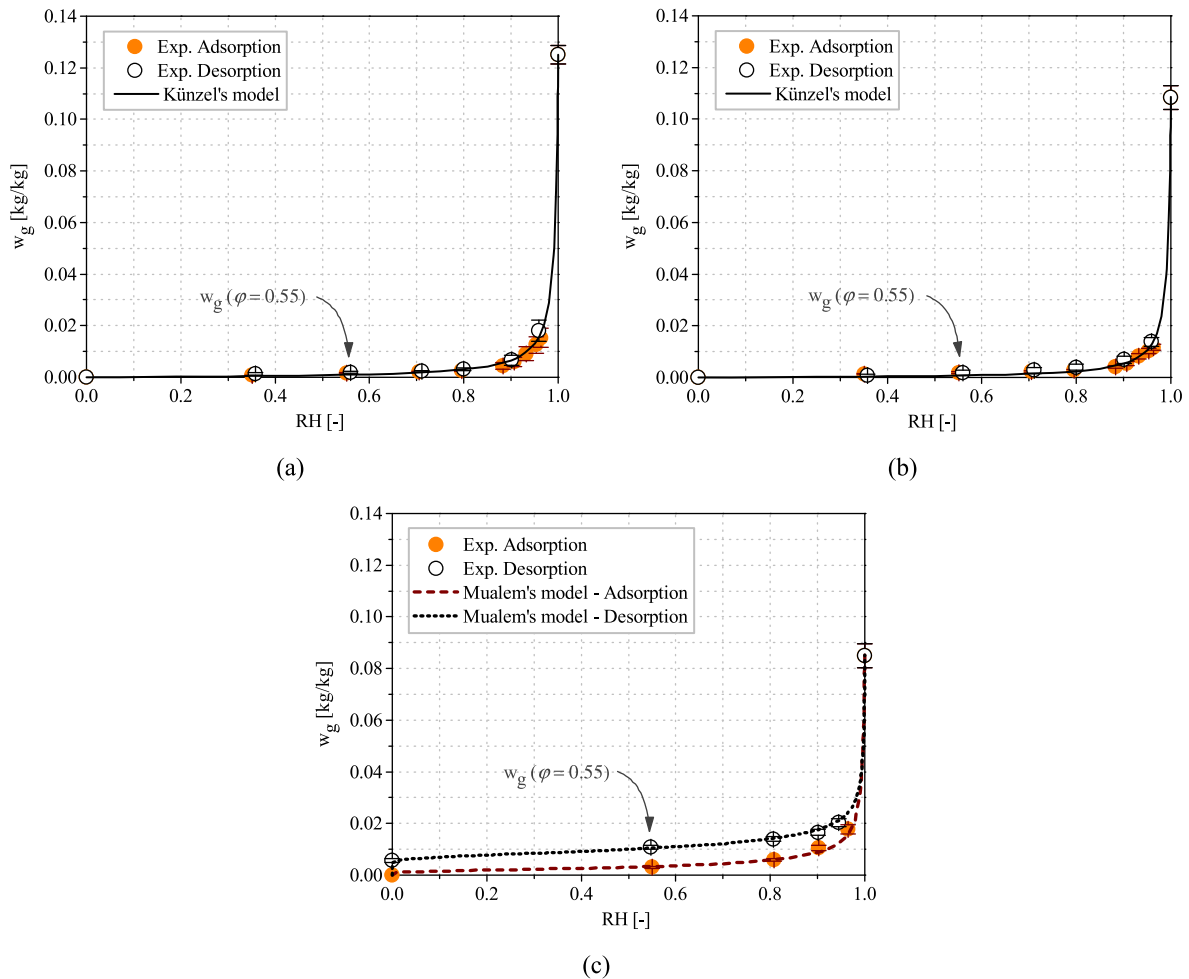 0.14
0.12
0.10
0.08
0.06
0.04
0.02
0.00
w_g [kg/kg]
Exp. Adsorption
Exp. Desorption
Künzel's model
w_g (φ = 0.55)
0.0 0.2 0.4 0.6 0.8 1.0
RH [-]
(a)
0.14
0.12
0.10
0.08
0.06
0.04
0.02
0.00
w_g [kg/kg]
Exp. Adsorption
Exp. Desorption
Künzel's model
w_g (φ = 0.55)
0.0 0.2 0.4 0.6 0.8 1.0
RH [-]
(b)
0.14
0.12
0.10
0.08
0.06
0.04
0.02
0.00
w_g [kg/kg]
Exp. Adsorption
Exp. Desorption
Mualem's model - Adsorption
Mualem's model - Desorption
w_g (φ = 0.55)
0.0 0.2 0.4 0.6 0.8 1.0
RH [-]
(c)